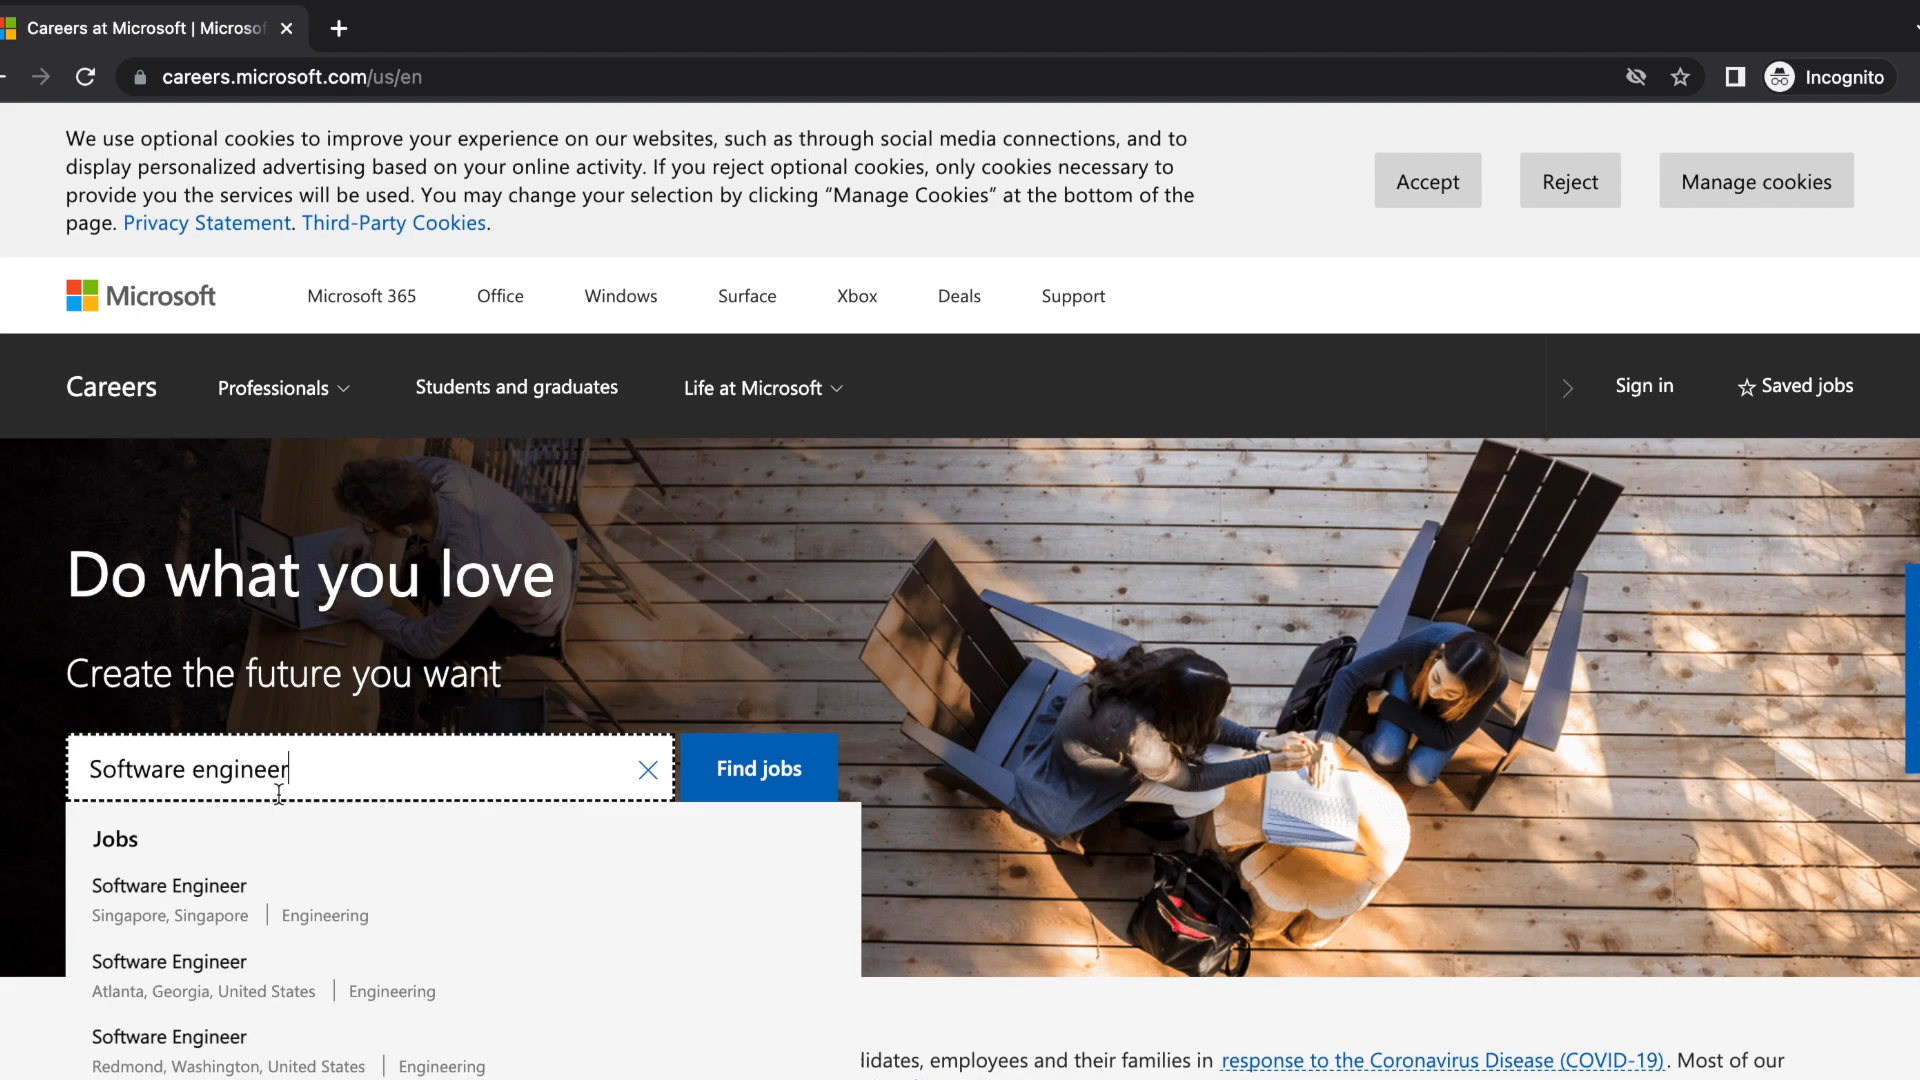 Careers at Microsoft | Microsof
careers.microsoft.com/us/en
Incognito
We use optional cookies to improve your experience on our websites, such as through social media connections, and to
display personalized advertising based on your online activity. If you reject optional cookies, only cookies necessary to
provide you the services will be used. You may change your selection by clicking “Manage Cookies” at the bottom of the
page. Privacy Statement. Third-Party Cookies.
Accept
Reject
Manage cookies
Microsoft
Microsoft 365
Office
Windows
Surface
Xbox
Deals
Support
Careers
Professionals
Students and graduates
Life at Microsoft
Sign in
Saved jobs
Do what you love
Create the future you want
Software engineer
Find jobs
Jobs
Software Engineer
Singapore, Singapore | Engineering
Software Engineer
Atlanta, Georgia, United States | Engineering
Software Engineer
Redmond, Washington, United States | Engineering
lidates, employees and their families in response to the Coronavirus Disease (COVID-19). Most of our